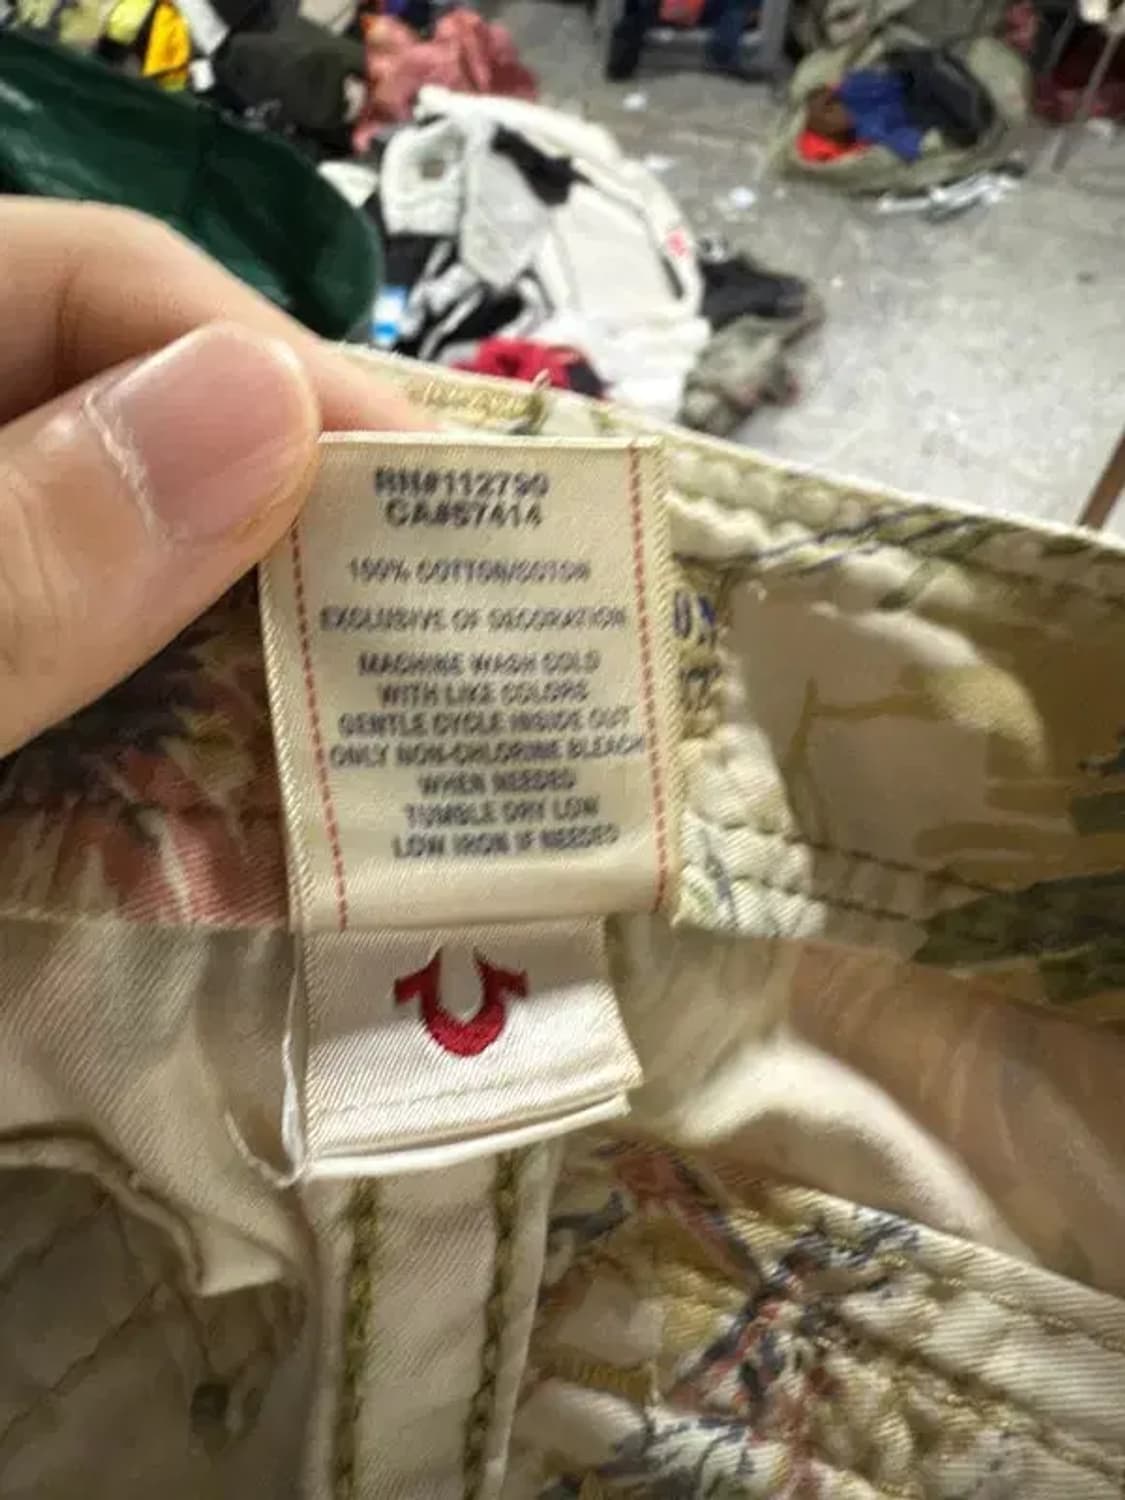 RN#112790
CA#57414
100% COTTON/COTON
EXCLUSIVE OF DECORATION
MACHINE WASH COLD
WITH LIKE COLORS
GENTLE CYCLE INSIDE OUT
ONLY NON-CHLORINE BLEACH
WHEN NEEDED
TUMBLE DRY LOW
LOW IRON IF NEEDED